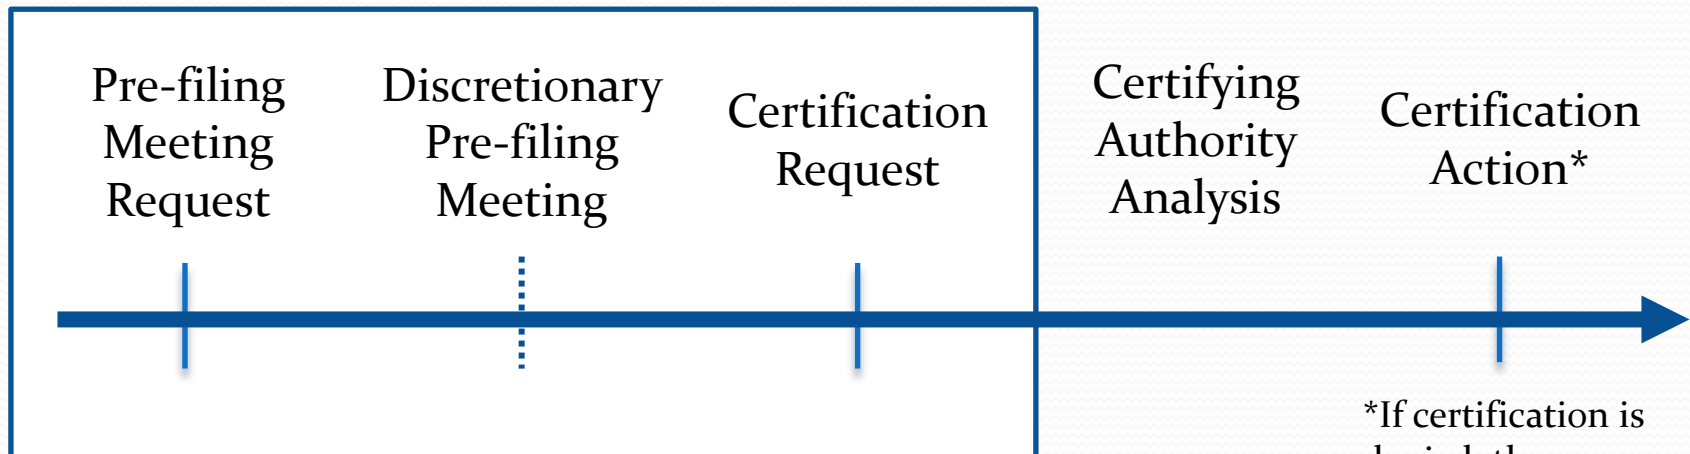 Pre-filing
Meeting
Request
Discretionary
Pre-filing
Meeting
Certification
Request
Certifying
Authority
Analysis
Certification
Action*
*If certification is